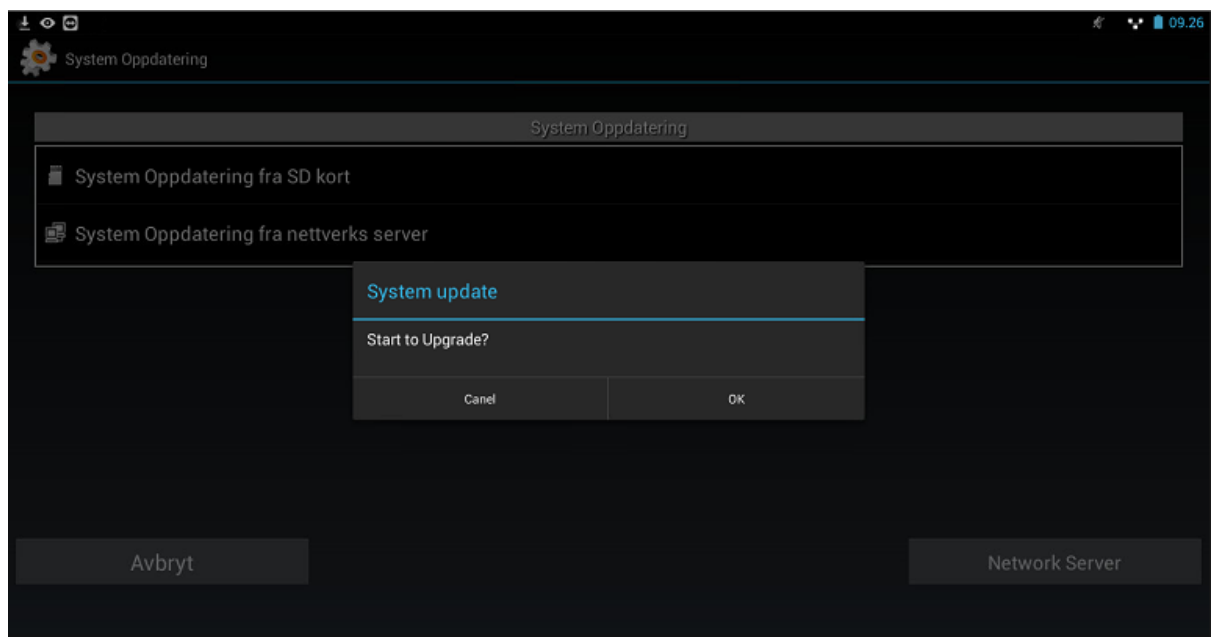 09.26
System Oppdatering
System Oppdatering
System Oppdatering fra SD kort
System Oppdatering fra nettverks server
System update
Start to Upgrade?
Canel
OK
Avbryt
Network Server